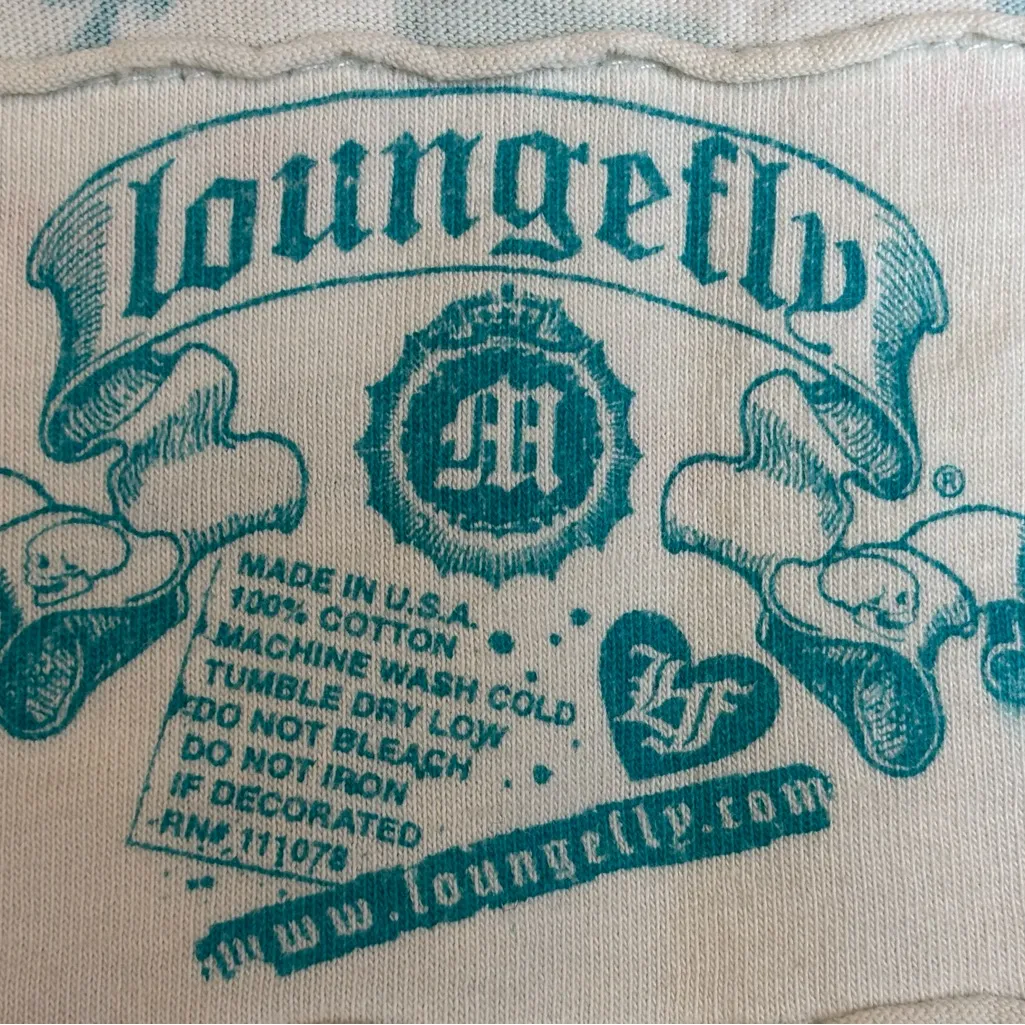 loungefly
M
®
MADE IN U.S.A.
100% COTTON
MACHINE WASH COLD
TUMBLE DRY LOW
DO NOT BLEACH
DO NOT IRON
IF DECORATED
RN#.111078
LF
www.loungefly.com